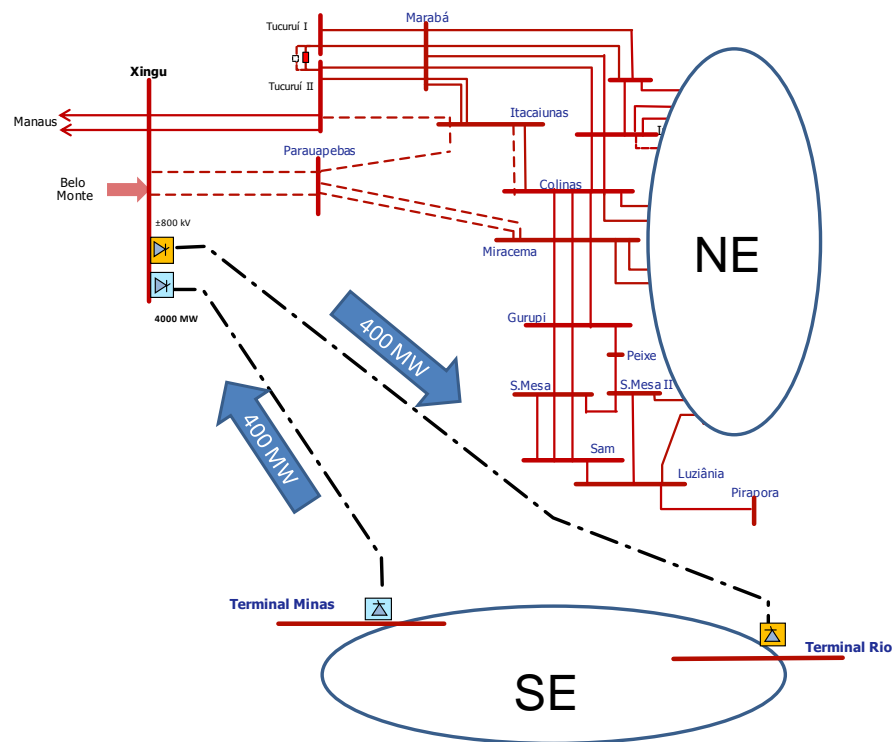 Marabá
Tucuruí I
Xingu
Tucuruí II
Manaus
Itacaiunas
I
Parauapebas
Belo
Monte
Colinas
±800 kV
Miracema
NE
4000 MW
400 MW
Gurupi
Peixe
S.Mesa
S.Mesa II
400 MW
Sam
Luziânia
Pirapora
Terminal Minas
Terminal Rio
SE